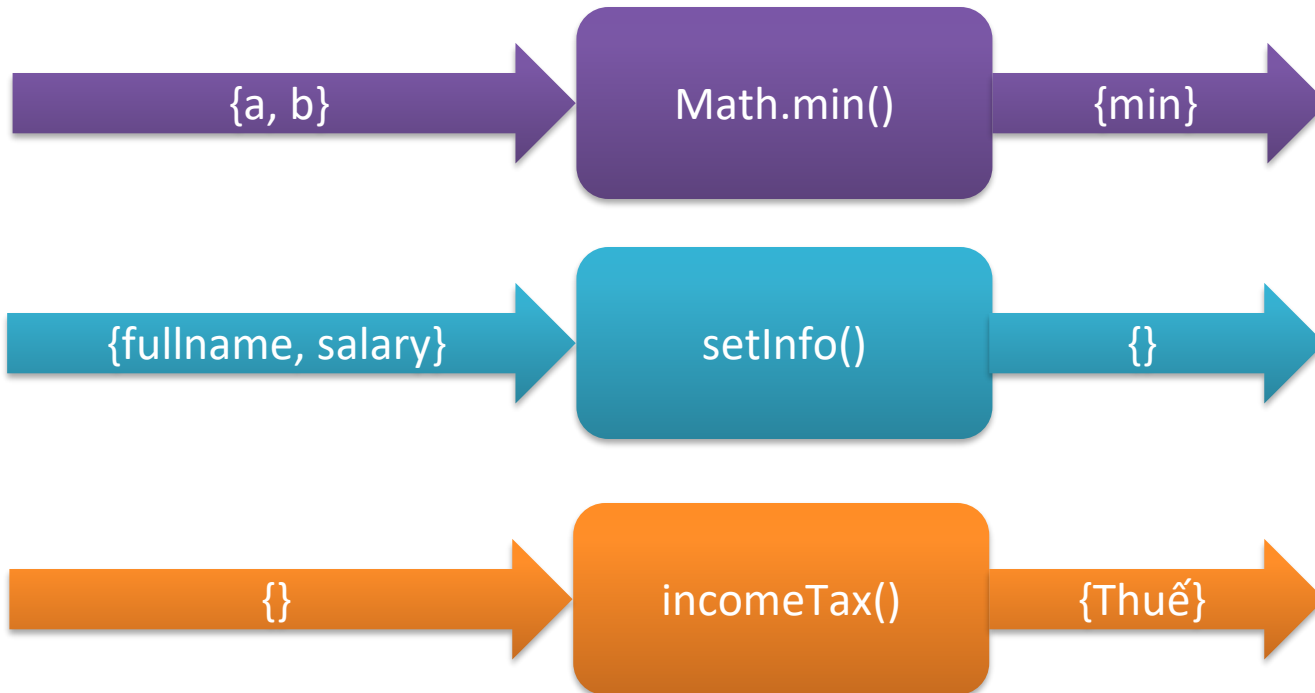 {a, b}
Math.min()
{min}
{fullname, salary}
setInfo()
{}
{}
incomeTax()
{Thuế}